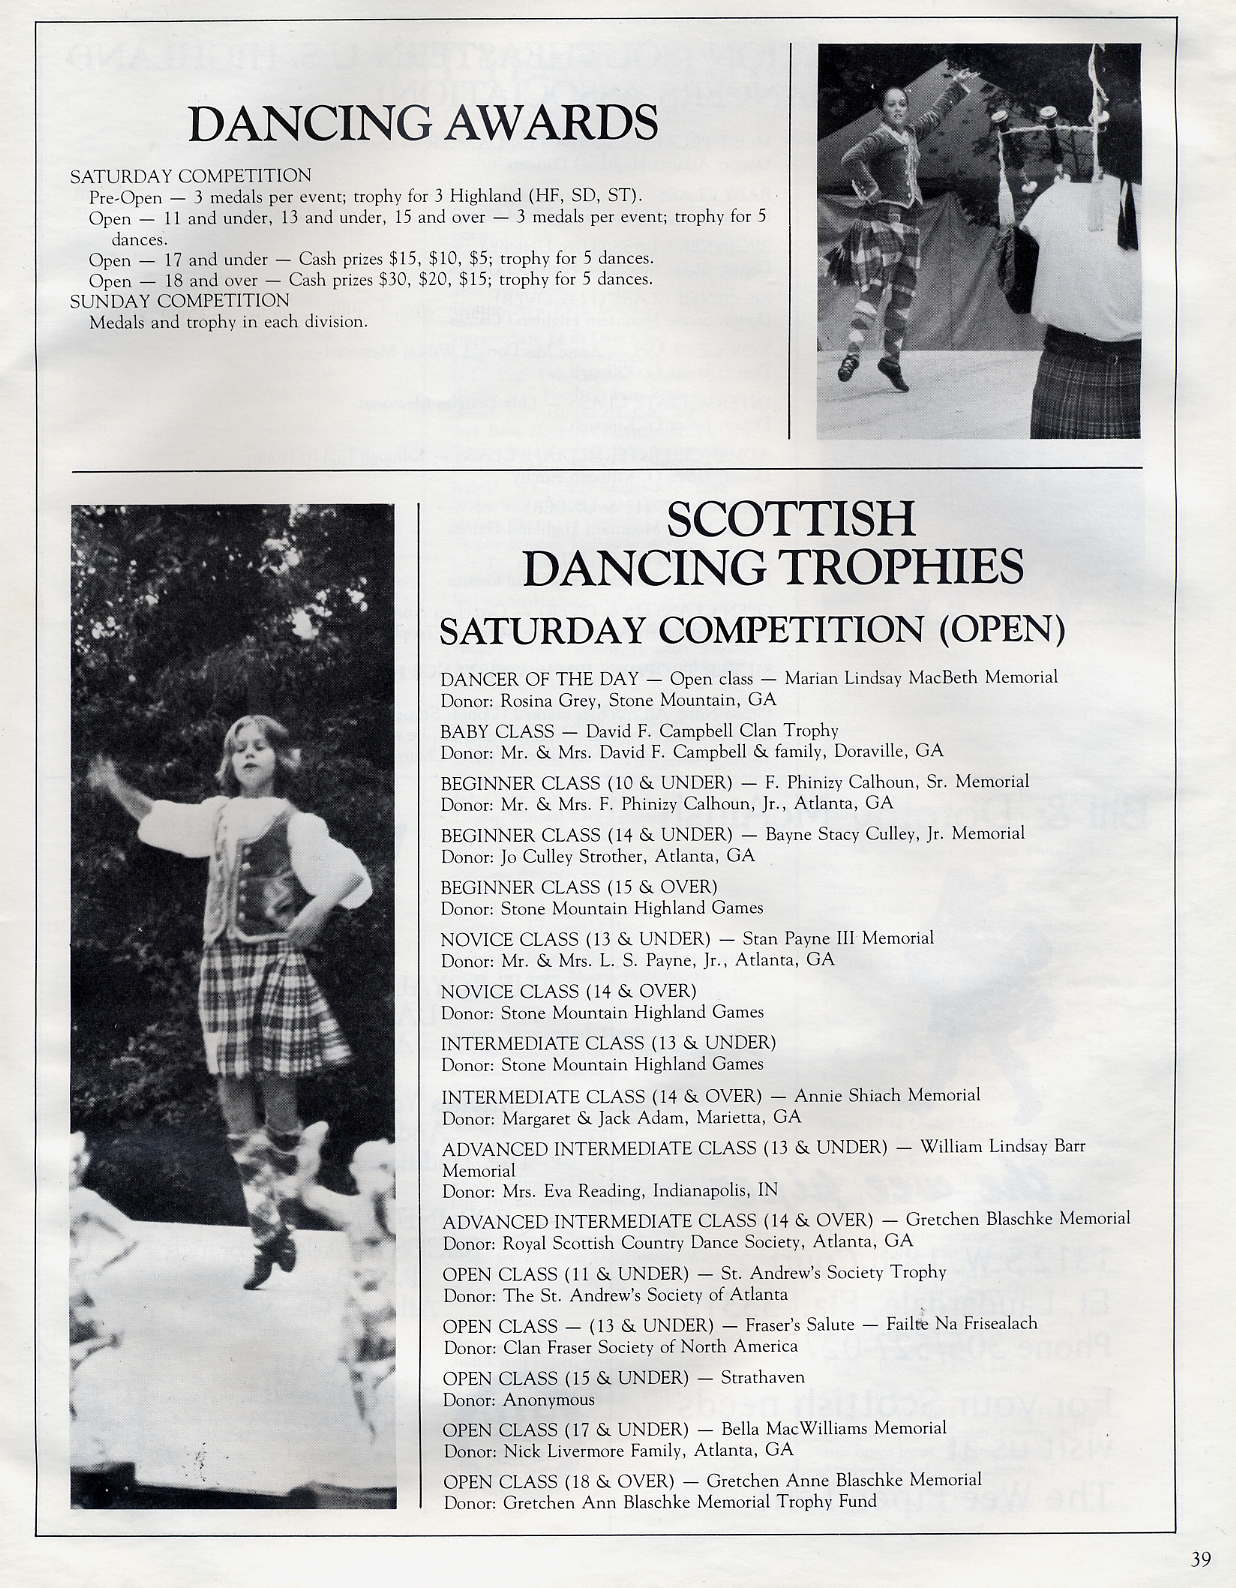 DANCING AWARDS
SATURDAY COMPETITION
Pre-Open — 3 medals per event; trophy for 3 Highland (HF, SD, ST).
Open — 11 and under, 13 and under, 15 and over — 3 medals per event; trophy for 5
dances.
Open — 17 and under — Cash prizes $15, $10, $5; trophy for 5 dances.
Open — 18 and over — Cash prizes $30, $20, $15; trophy for 5 dances.
SUNDAY COMPETITION
Medals and trophy in each division.
SCOTTISH
DANCING TROPHIES
SATURDAY COMPETITION (OPEN)
DANCER OF THE DAY — Open class — Marian Lindsay MacBeth Memorial
Donor: Rosina Grey, Stone Mountain, GA
BABY CLASS — David F. Campbell Clan Trophy
Donor: Mr. & Mrs. David F. Campbell & family, Doraville, GA
BEGINNER CLASS (10 & UNDER) — F. Phinizy Calhoun, Sr. Memorial
Donor: Mr. & Mrs. F. Phinizy Calhoun, Jr., Atlanta, GA
BEGINNER CLASS (14 & UNDER) — Bayne Stacy Culley, Jr. Memorial
Donor: Jo Culley Strother, Atlanta, GA
BEGINNER CLASS (15 & OVER)
Donor: Stone Mountain Highland Games
NOVICE CLASS (13 & UNDER) — Stan Payne III Memorial
Donor: Mr. & Mrs. L. S. Payne, Jr., Atlanta, GA
NOVICE CLASS (14 & OVER)
Donor: Stone Mountain Highland Games
INTERMEDIATE CLASS (13 & UNDER)
Donor: Stone Mountain Highland Games
INTERMEDIATE CLASS (14 & OVER) — Annie Shiach Memorial
Donor: Margaret & Jack Adam, Marietta, GA
ADVANCED INTERMEDIATE CLASS (13 & UNDER) — William Lindsay Barr
Memorial
Donor: Mrs. Eva Reading, Indianapolis, IN
ADVANCED INTERMEDIATE CLASS (14 & OVER) — Gretchen Blaschke Memorial
Donor: Royal Scottish Country Dance Society, Atlanta, GA
OPEN CLASS (11 & UNDER) — St. Andrew's Society Trophy
Donor: The St. Andrew's Society of Atlanta
OPEN CLASS — (13 & UNDER) — Fraser's Salute — Failte Na Frisealach
Donor: Clan Fraser Society of North America
OPEN CLASS (15 & UNDER) — Strathaven
Donor: Anonymous
OPEN CLASS (17 & UNDER) — Bella MacWilliams Memorial
Donor: Nick Livermore Family, Atlanta, GA
OPEN CLASS (18 & OVER) — Gretchen Anne Blaschke Memorial
Donor: Gretchen Ann Blaschke Memorial Trophy Fund
39